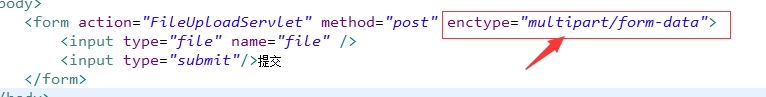 body>
<form action="FileUploadServlet" method="post" enctype="multipart/form-data">
<input type="file" name="file" />
<input type="submit"/>提交
</form>
/body>